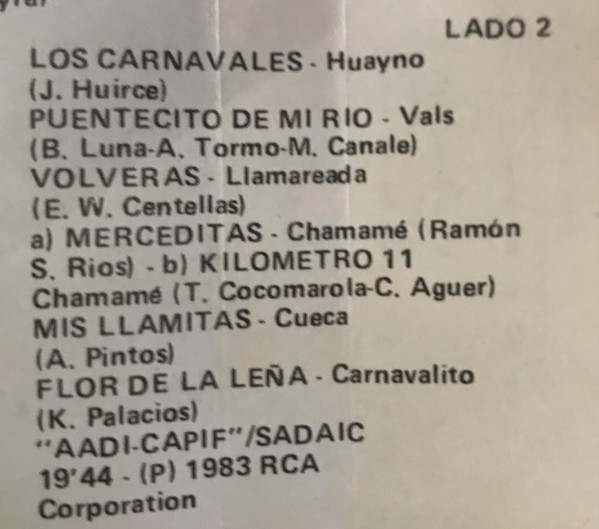 LADO 2
LOS CARNAVALES - Huayno
(J. Huirce)
PUENTECITO DE MI RIO - Vals
(B. Luna-A. Tormo-M. Canale)
VOLVERAS - Llamareada
(E. W. Centellas)
a) MERCEDITAS - Chamamé (Ramón
S. Rios) - b) KILOMETRO 11
Chamamé (T. Cocomarola-C. Aguer)
MIS LLAMITAS - Cueca
(A. Pintos)
FLOR DE LA LEÑA - Carnavalito
(K. Palacios)
"AADI-CAPIF"/SADAIC
19'44 - (P) 1983 RCA
Corporation